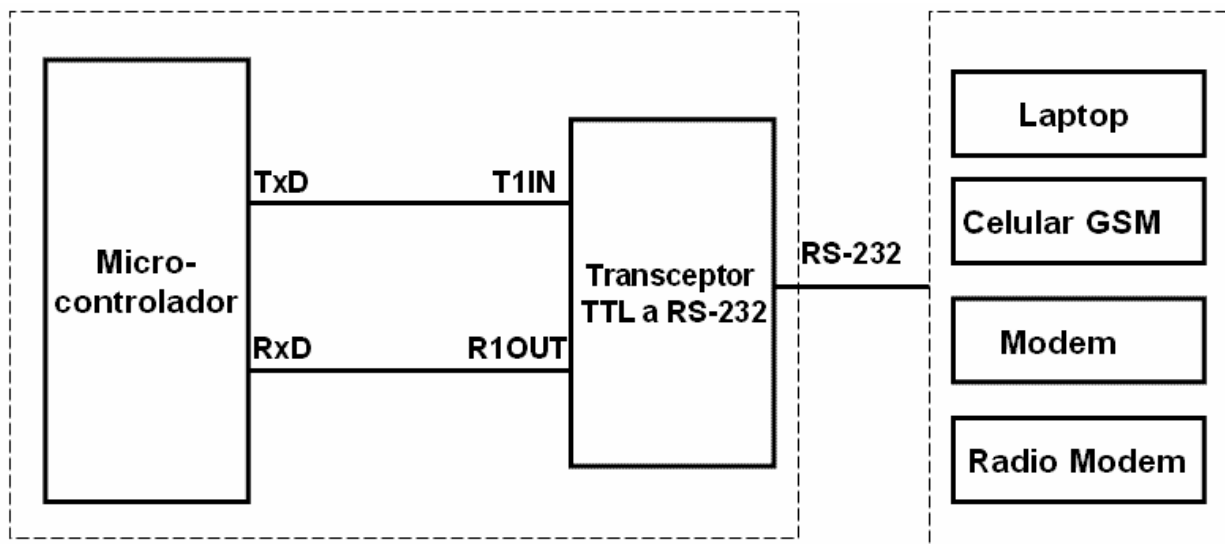 Micro-
controlador
TxD
T1IN
RxD
R1OUT
Transceptor
TTL a RS-232
RS-232
Laptop
Celular GSM
Modem
Radio Modem